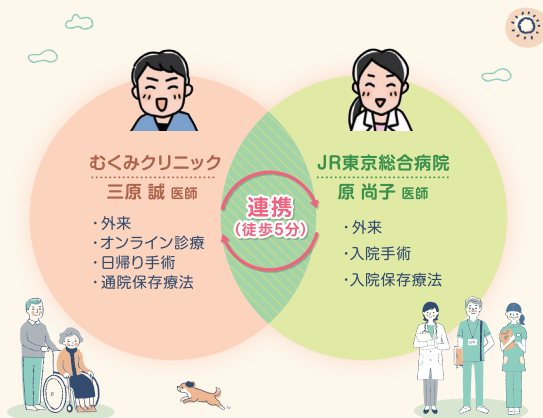 むくみクリニック
三原 誠 医師
・外来
・オンライン診療
・日帰り手術
・通院保存療法
連携
（徒歩5分）
JR東京総合病院
原 尚子 医師
・外来
・入院手術
・入院保存療法